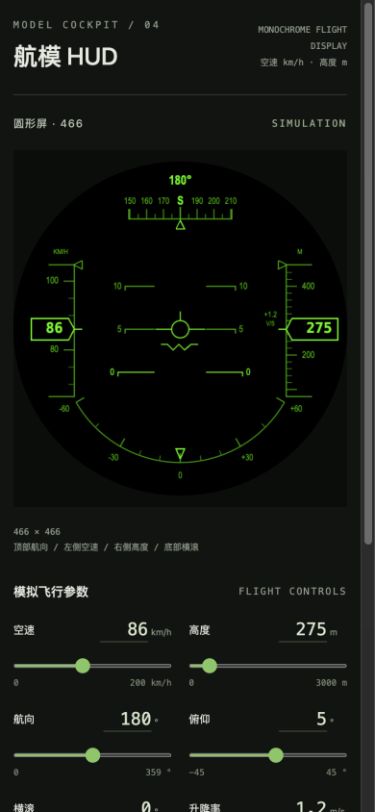 MODEL COCKPIT / 04
航模 HUD
MONOCHROME FLIGHT
DISPLAY
空速 km/h · 高度 m
圆形屏 · 466
SIMULATION
180°
150 160 170 S 190 200 210
KM/H
M
100
400
10 10
+1.2
V/S
86
5 5
275
80
200
0 0
-60 +60
-30 +30
0
466 × 466
顶部航向 / 左侧空速 / 右侧高度 / 底部横滚
模拟飞行参数
FLIGHT CONTROLS
空速 86 km/h
高度 275 m
0 200 km/h
0 3000 m
航向 180 °
俯仰 5 °
0 359 °
−45 45 °
横滚 0 °
升降率 1.2 m/s